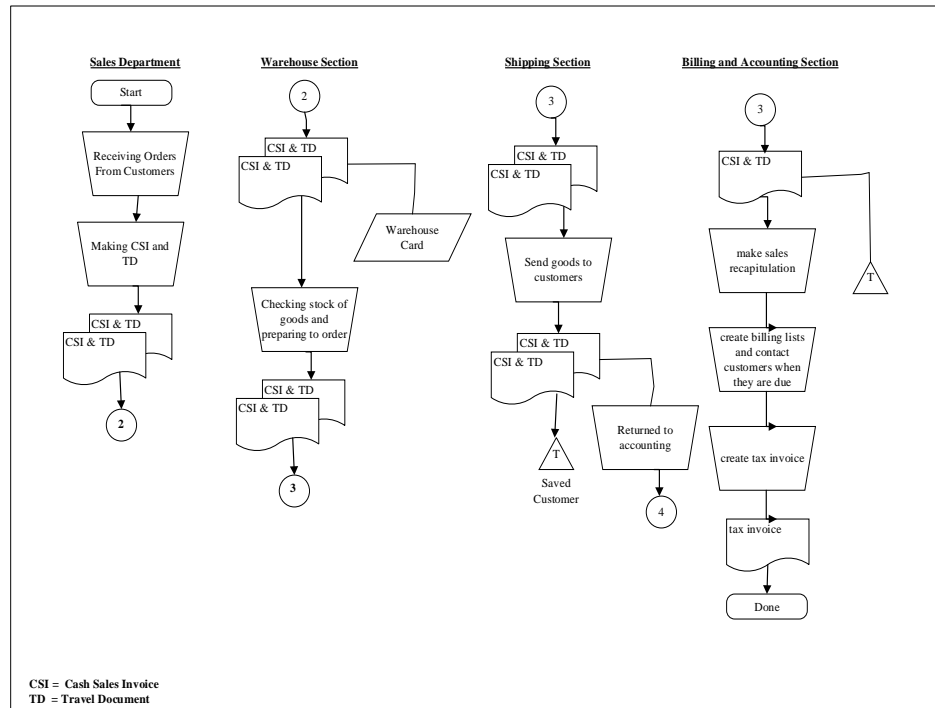 Sales Department
Start
Receiving Orders
From Customers
Making CSI and
TD
CSI & TD
CSI & TD
2
Warehouse Section
2
CSI & TD
CSI & TD
Warehouse
Card
Checking stock of
goods and
preparing to order
CSI & TD
CSI & TD
3
Shipping Section
3
CSI & TD
CSI & TD
Send goods to
customers
CSI & TD
CSI & TD
T
Saved
Customer
Returned to
accounting
4
Billing and Accounting Section
3
CSI & TD
T
make sales
recapitulation
create billing lists
and contact
customers when
they are due
create tax invoice
tax invoice
Done
CSI = Cash Sales Invoice
TD = Travel Document